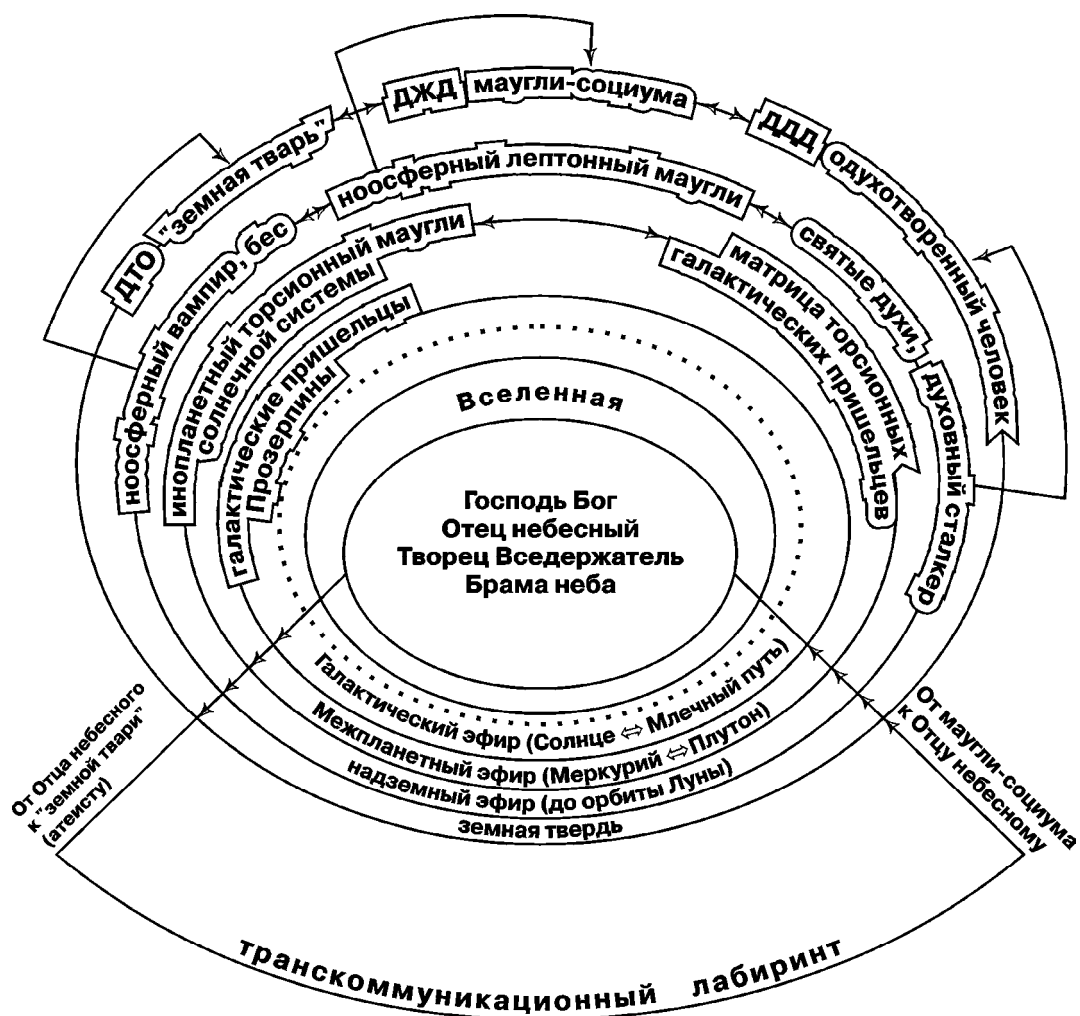 ДЖД маугли-социума
ДТО "земная тварь"
ДДД одухотворенный человек
ноосферный лептонный маугли
ноосферный вампир, бес
святые духи,
духовный сталкер
инопланетный торсионный маугли
солнечной системы
матрица торсионных
галактических пришельцев
галактические пришельцы
Прозерпины
Вселенная
Господь Бог
Отец небесный
Творец Вседержатель
Брама неба
галактический эфир (Солнце ⇔ Млечный путь)
Межпланетный эфир (Меркурий ⇔ Плутон)
надземный эфир (до орбиты Луны)
земная твердь
От Отца небесного
к "земной твари"
(атеисту)
От маугли-социума
к Отцу небесному
транскоммуникационный лабиринт